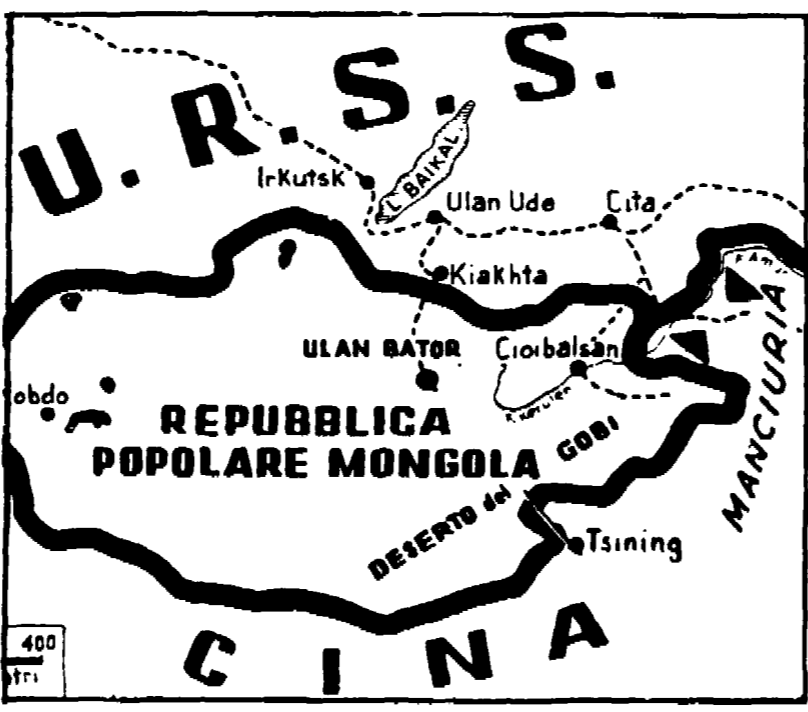 U.R.S.S.
Irkutsk
L. BAIKAL
Ulan Ude
Cita
Kiakhta
ULAN BATOR
Cioibalsan
obdo
REPUBBLICA
POPOLARE MONGOLA
DESERTO del GOBI
MANCIURIA
Tsining
CINA
400